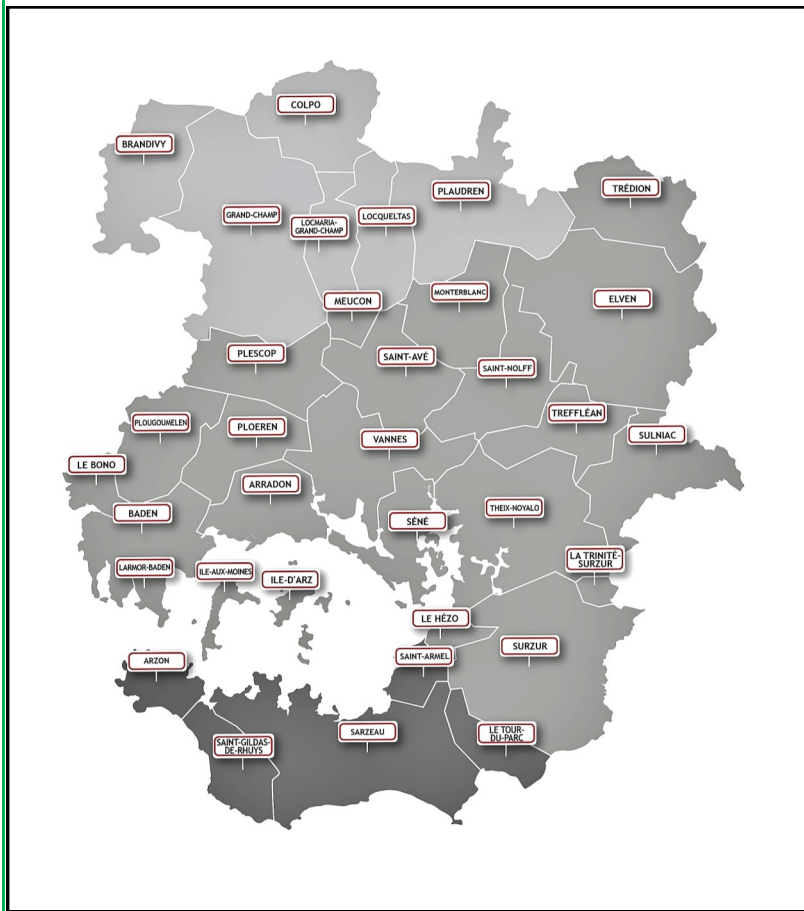 COLPO
BRANDIVY
TRÉDION
PLAUDREN
GRAND-CHAMP
LOCMARIA-
GRAND-CHAMP
LOCQUELTAS
MONTERBLANC
ELVEN
MEUCON
PLESCOP
SAINT-AVÉ
SAINT-NOLFF
TREFFLÉAN
PLOUGOUMELEN
PLOEREN
VANNES
SULNIAC
LE BONO
ARRADON
BADEN
SÉNÉ
THEIX-NOYALO
LA TRINITÉ-
SURZUR
LARMOR-BADEN
ILE-AUX-MOINES
ILE-D'ARZ
LE HÉZO
SURZUR
SAINT-ARMEL
ARZON
SARZEAU
LE TOUR-
DU-PARC
SAINT-GILDAS-
DE-RHUYS